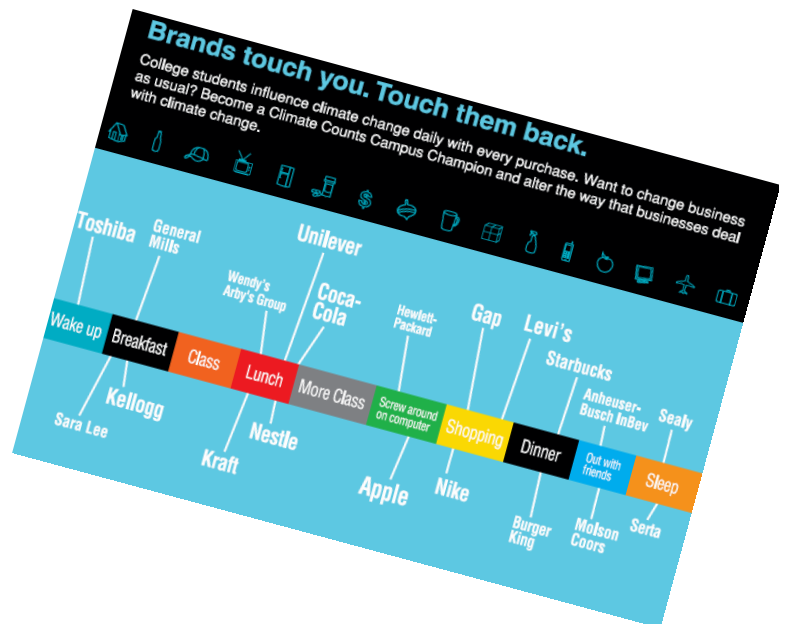 Brands touch you. Touch them back.
College students influence climate change daily with every purchase. Want to change business
as usual? Become a Climate Counts Campus Champion and alter the way that businesses deal
with climate change.
Toshiba
General
Mills
Unilever
Wendy's
Arby's Group
Coca-
Cola
Hewlett-
Packard
Gap
Levi's
Starbucks
Anheuser-
Busch InBev
Sealy
Wake up
Breakfast
Class
Lunch
More Class
Screw around
on computer
Shopping
Dinner
Out with
friends
Sleep
Sara Lee
Kellogg
Kraft
Nestle
Apple
Nike
Burger
King
Molson
Coors
Serta